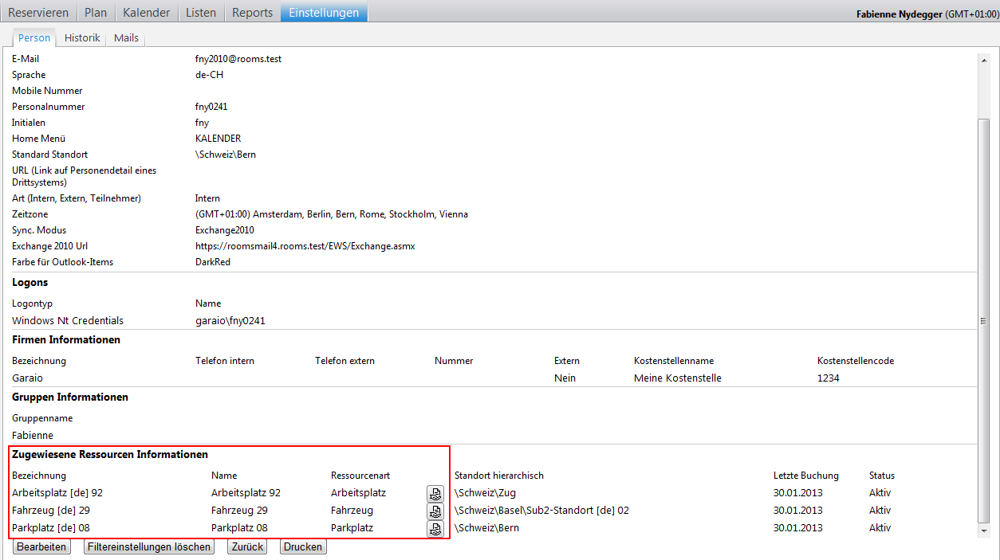 Reservieren Plan Kalender Listen Reports Einstellungen Fabienne Nydegger (GMT+01:00)
Person Historik Mails
E-Mail fny2010@rooms.test
Sprache de-CH
Mobile Nummer
Personalnummer fny0241
Initialen fny
Home Menü KALENDER
Standard Standort \Schweiz\Bern
URL (Link auf Personendetail eines
Drittsystems)
Art (Intern, Extern, Teilnehmer) Intern
Zeitzone (GMT+01:00) Amsterdam, Berlin, Bern, Rome, Stockholm, Vienna
Sync. Modus Exchange2010
Exchange 2010 Url https://roomsmail4.rooms.test/EWS/Exchange.asmx
Farbe für Outlook-Items DarkRed
Logons
Logontyp Name
Windows Nt Credentials garaio\fny0241
Firmen Informationen
Bezeichnung Telefon intern Telefon extern Nummer Extern Kostenstellenname Kostenstellencode
Garaio Nein Meine Kostenstelle 1234
Gruppen Informationen
Gruppenname
Fabienne
Zugewiesene Ressourcen Informationen
Bezeichnung Name Ressourcenart Standort hierarchisch Letzte Buchung Status
Arbeitsplatz [de] 92 Arbeitsplatz 92 Arbeitsplatz \Schweiz\Zug 30.01.2013 Aktiv
Fahrzeug [de] 29 Fahrzeug 29 Fahrzeug \Schweiz\Basel\Sub2-Standort [de] 02 30.01.2013 Aktiv
Parkplatz [de] 08 Parkplatz 08 Parkplatz \Schweiz\Bern 30.01.2013 Aktiv
Bearbeiten Filtereinstellungen löschen Zurück Drucken